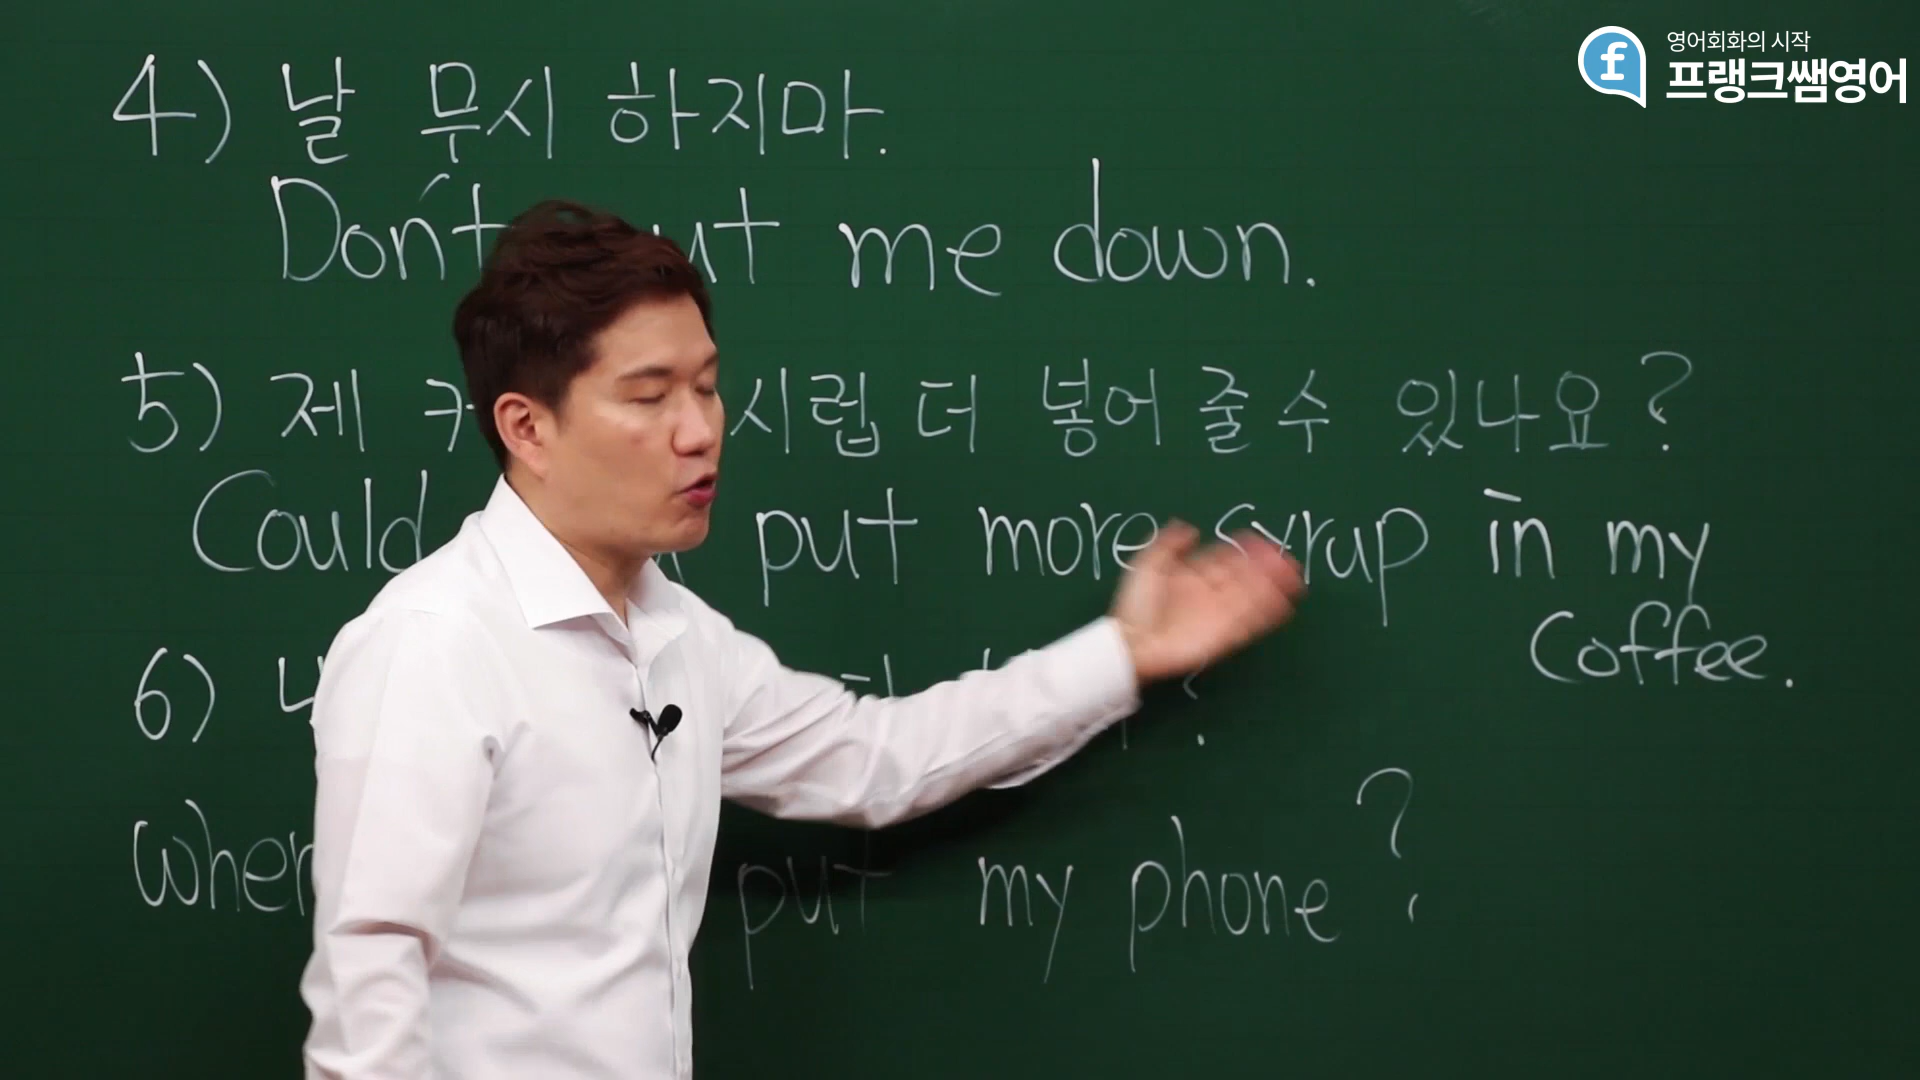 영어회화의 시작
프랭크쌤영어
4) 날 무시 하지마.
Don't put me down.
5) 제 시럽 더 넣어 줄 수 있나요?
Could put more syrup in my
coffee.
6) ?
put my phone?